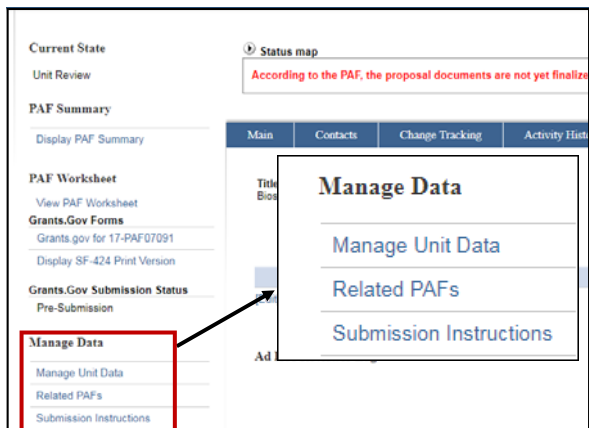 Current State
Unit Review
PAF Summary
Display PAF Summary
PAF Worksheet
View PAF Worksheet
Grants.Gov Forms
Grants.gov for 17-PAF07091
Display SF-424 Print Version
Grants.Gov Submission Status
Pre-Submission
Manage Data
Manage Unit Data
Related PAFs
Submission Instructions
Status map
According to the PAF, the proposal documents are not yet finalize
Main Contacts Change Tracking Activity Hist
Title
Bios
Manage Data
Manage Unit Data
Related PAFs
Submission Instructions
Ad